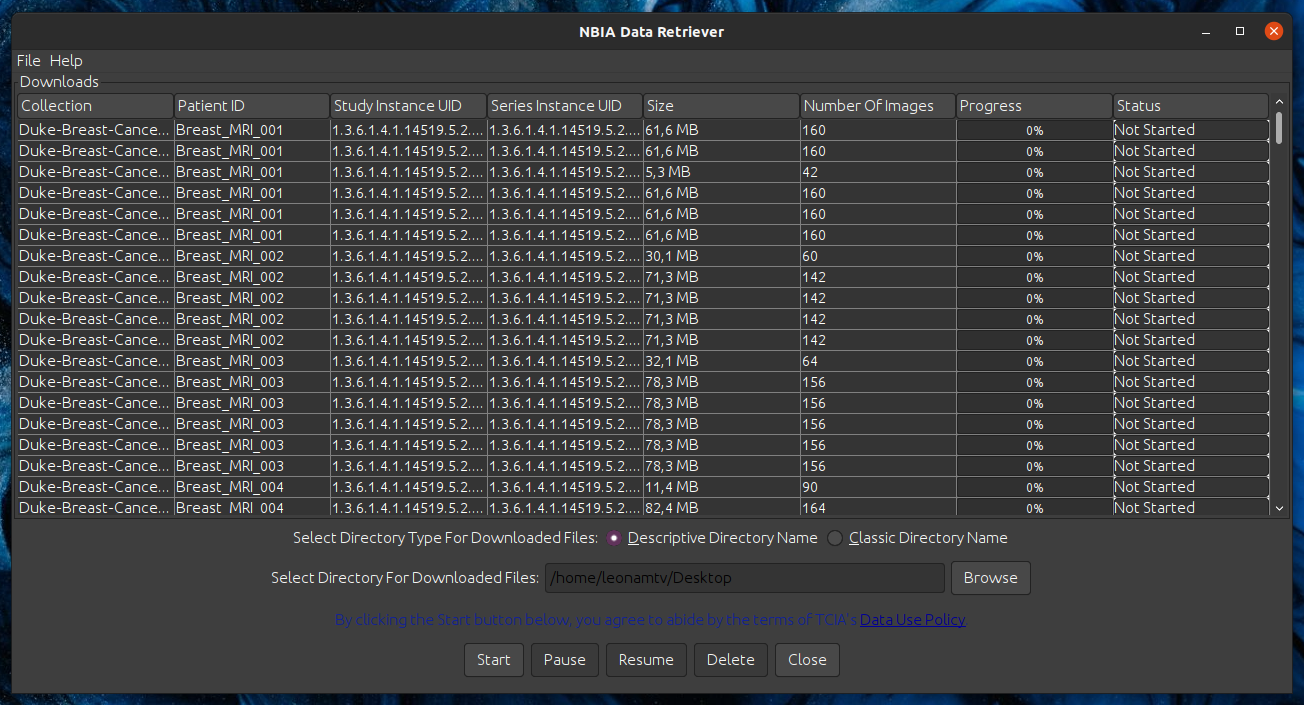 NBIA Data Retriever
File Help
Downloads
Collection Patient ID Study Instance UID Series Instance UID Size Number Of Images Progress Status
Duke-Breast-Cance... Breast_MRI_001 1.3.6.1.4.1.14519.5.2.... 1.3.6.1.4.1.14519.5.2.... 61,6 MB 160 0% Not Started
Duke-Breast-Cance... Breast_MRI_001 1.3.6.1.4.1.14519.5.2.... 1.3.6.1.4.1.14519.5.2.... 61,6 MB 160 0% Not Started
Duke-Breast-Cance... Breast_MRI_001 1.3.6.1.4.1.14519.5.2.... 1.3.6.1.4.1.14519.5.2.... 5,3 MB 42 0% Not Started
Duke-Breast-Cance... Breast_MRI_001 1.3.6.1.4.1.14519.5.2.... 1.3.6.1.4.1.14519.5.2.... 61,6 MB 160 0% Not Started
Duke-Breast-Cance... Breast_MRI_001 1.3.6.1.4.1.14519.5.2.... 1.3.6.1.4.1.14519.5.2.... 61,6 MB 160 0% Not Started
Duke-Breast-Cance... Breast_MRI_001 1.3.6.1.4.1.14519.5.2.... 1.3.6.1.4.1.14519.5.2.... 61,6 MB 160 0% Not Started
Duke-Breast-Cance... Breast_MRI_002 1.3.6.1.4.1.14519.5.2.... 1.3.6.1.4.1.14519.5.2.... 30,1 MB 60 0% Not Started
Duke-Breast-Cance... Breast_MRI_002 1.3.6.1.4.1.14519.5.2.... 1.3.6.1.4.1.14519.5.2.... 71,3 MB 142 0% Not Started
Duke-Breast-Cance... Breast_MRI_002 1.3.6.1.4.1.14519.5.2.... 1.3.6.1.4.1.14519.5.2.... 71,3 MB 142 0% Not Started
Duke-Breast-Cance... Breast_MRI_002 1.3.6.1.4.1.14519.5.2.... 1.3.6.1.4.1.14519.5.2.... 71,3 MB 142 0% Not Started
Duke-Breast-Cance... Breast_MRI_002 1.3.6.1.4.1.14519.5.2.... 1.3.6.1.4.1.14519.5.2.... 71,3 MB 142 0% Not Started
Duke-Breast-Cance... Breast_MRI_003 1.3.6.1.4.1.14519.5.2.... 1.3.6.1.4.1.14519.5.2.... 32,1 MB 64 0% Not Started
Duke-Breast-Cance... Breast_MRI_003 1.3.6.1.4.1.14519.5.2.... 1.3.6.1.4.1.14519.5.2.... 78,3 MB 156 0% Not Started
Duke-Breast-Cance... Breast_MRI_003 1.3.6.1.4.1.14519.5.2.... 1.3.6.1.4.1.14519.5.2.... 78,3 MB 156 0% Not Started
Duke-Breast-Cance... Breast_MRI_003 1.3.6.1.4.1.14519.5.2.... 1.3.6.1.4.1.14519.5.2.... 78,3 MB 156 0% Not Started
Duke-Breast-Cance... Breast_MRI_003 1.3.6.1.4.1.14519.5.2.... 1.3.6.1.4.1.14519.5.2.... 78,3 MB 156 0% Not Started
Duke-Breast-Cance... Breast_MRI_003 1.3.6.1.4.1.14519.5.2.... 1.3.6.1.4.1.14519.5.2.... 78,3 MB 156 0% Not Started
Duke-Breast-Cance... Breast_MRI_004 1.3.6.1.4.1.14519.5.2.... 1.3.6.1.4.1.14519.5.2.... 11,4 MB 90 0% Not Started
Duke-Breast-Cance... Breast_MRI_004 1.3.6.1.4.1.14519.5.2.... 1.3.6.1.4.1.14519.5.2.... 82,4 MB 164 0% Not Started
Select Directory Type For Downloaded Files: Descriptive Directory Name Classic Directory Name
Select Directory For Downloaded Files: /home/leonamtv/Desktop Browse
By clicking the Start button below, you agree to abide by the terms of TCIA's Data Use Policy.
Start Pause Resume Delete Close